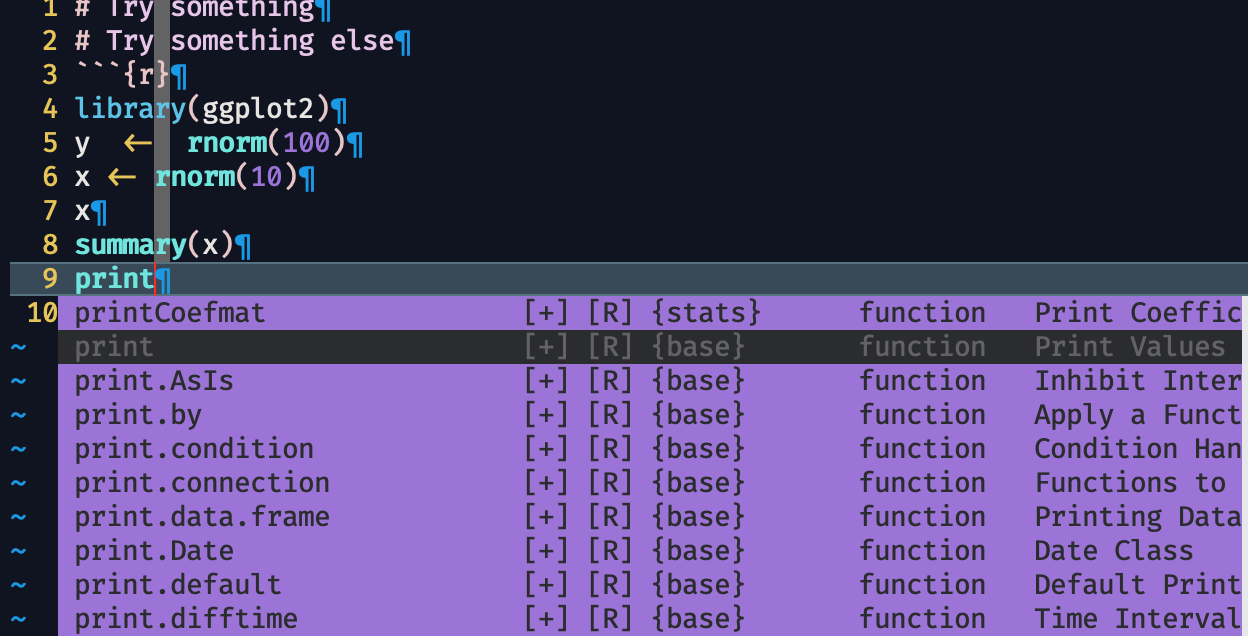 1 # Try something¶
2 # Try something else¶
3 ```{r}¶
4 library(ggplot2)¶
5 y  ←  rnorm(100)¶
6 x ← rnorm(10)¶
7 x¶
8 summary(x)¶
9 print¶
10 printCoefmat [+] [R] {stats} function Print Coeffic
~ print [+] [R] {base} function Print Values
~ print.AsIs [+] [R] {base} function Inhibit Inter
~ print.by [+] [R] {base} function Apply a Funct
~ print.condition [+] [R] {base} function Condition Han
~ print.connection [+] [R] {base} function Functions to
~ print.data.frame [+] [R] {base} function Printing Data
~ print.Date [+] [R] {base} function Date Class
~ print.default [+] [R] {base} function Default Print
~ print.difftime [+] [R] {base} function Time Interval